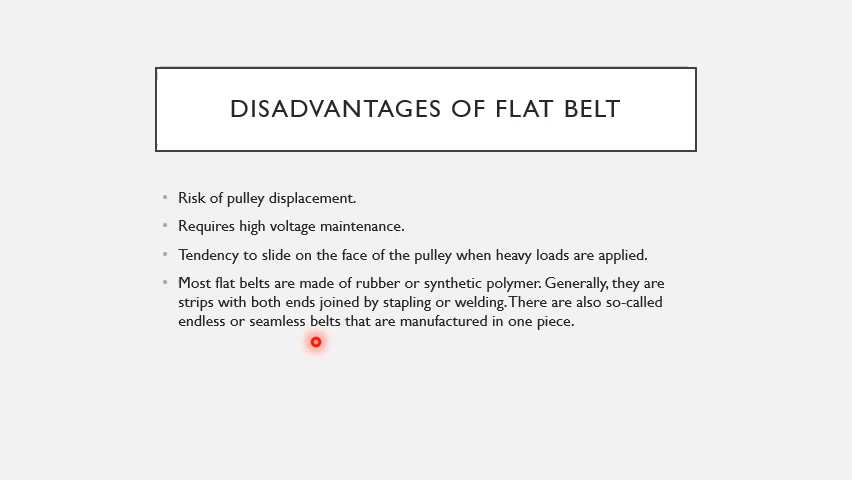 DISADVANTAGES OF FLAT BELT
• Risk of pulley displacement.
• Requires high voltage maintenance.
• Tendency to slide on the face of the pulley when heavy loads are applied.
• Most flat belts are made of rubber or synthetic polymer. Generally, they are
strips with both ends joined by stapling or welding. There are also so-called
endless or seamless belts that are manufactured in one piece.